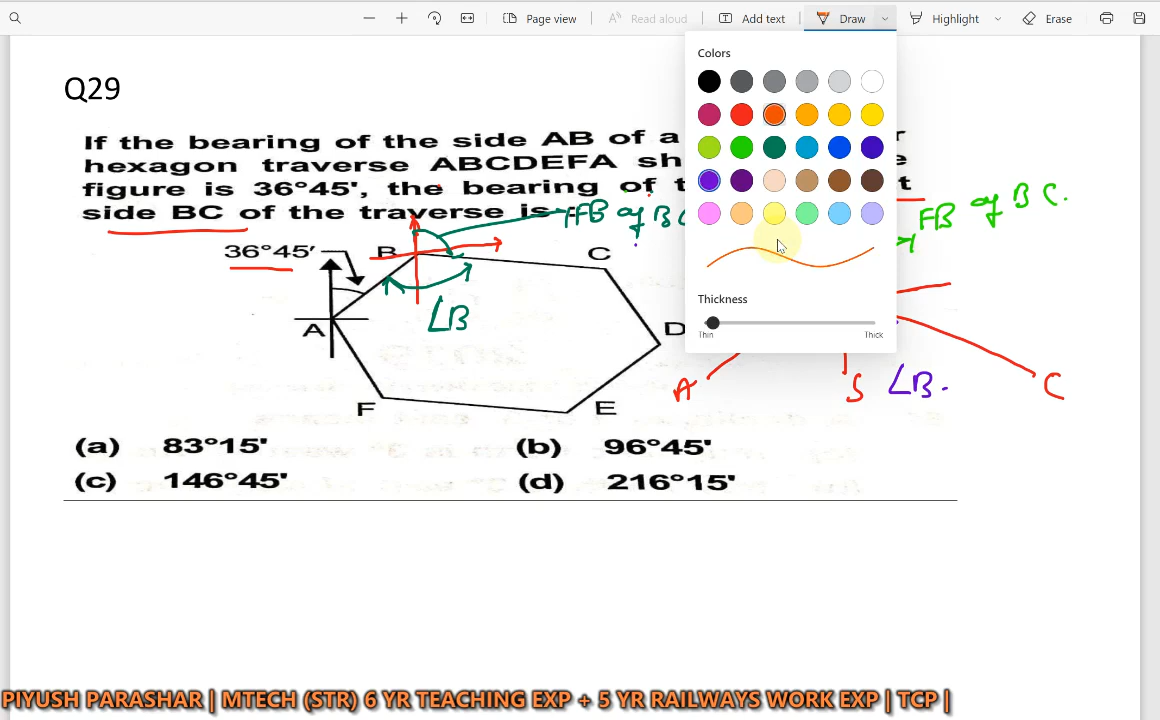 Page view
Read aloud
Add text
Draw
Highlight
Erase
Colors
Q29
If the bearing of the side AB of a
hexagon traverse ABCDEFA sh
figure is 36°45', the bearing of t
side BC of the traverse is
FB of BC
FB of BC.
36°45′
B
C
∠B
A
D
F
E
Thickness
Thin
Thick
A
S
∠B.
C
(a) 83°15'
(b) 96°45'
(c) 146°45'
(d) 216°15'
PIYUSH PARASHAR | MTECH (STR) 6 YR TEACHING EXP + 5 YR RAILWAYS WORK EXP | TCP |